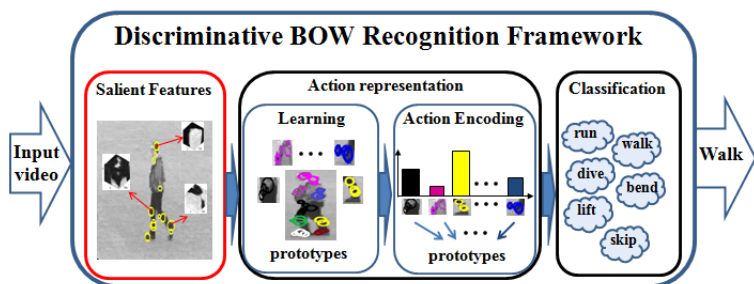 Discriminative BOW Recognition Framework
Input
video
Salient Features
Action representation
Learning
prototypes
Action Encoding
prototypes
Classification
run
walk
dive
bend
lift
skip
Walk